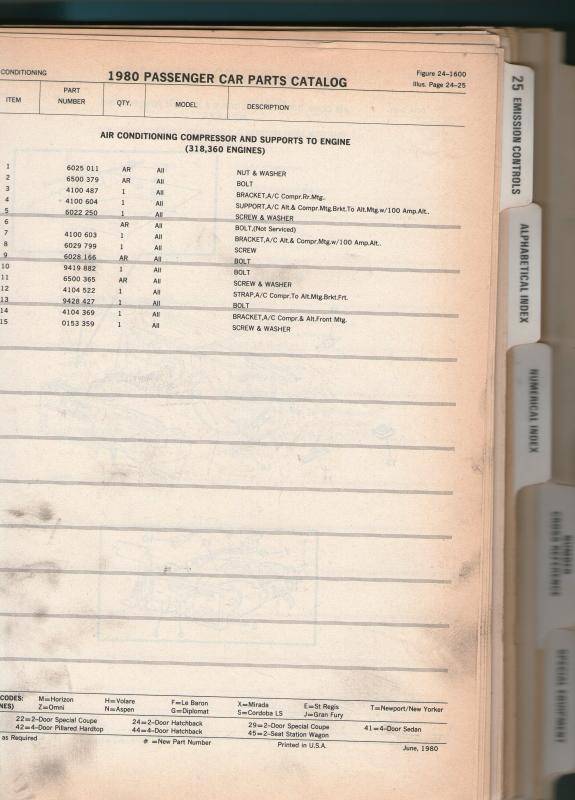 CONDITIONING
1980 PASSENGER CAR PARTS CATALOG
Figure 24-1600
Illus. Page 24-25
ITEM PART NUMBER QTY. MODEL DESCRIPTION
AIR CONDITIONING COMPRESSOR AND SUPPORTS TO ENGINE
(318,360 ENGINES)
1 6025 011 AR All NUT & WASHER
2 6500 379 AR All BOLT
3 4100 487 1 All BRACKET,A/C Compr.Rr.Mtg..
4 4100 604 1 All SUPPORT,A/C Alt.& Compr.Mtg.Brkt.To Alt.Mtg.w/100 Amp.Alt..
5 6022 250 1 All SCREW & WASHER
6 AR All BOLT,(Not Serviced)
7 4100 603 1 All BRACKET,A/C Alt.& Compr.Mtg.w/100 Amp.Alt..
8 6029 799 1 All SCREW
9 6028 166 AR All BOLT
10 9419 882 1 All BOLT
11 6500 365 AR All SCREW & WASHER
12 4104 522 1 All STRAP,A/C Compr.To Alt.Mtg.Brkt.Frt.
13 9428 427 1 All BOLT
14 4104 369 1 All BRACKET,A/C Compr.& Alt.Front Mtg.
15 0153 359 1 All SCREW & WASHER
CODES: M=Horizon H=Volare F=Le Baron X=Mirada E=St Regis T=Newport/New Yorker
NES) Z=Omni N=Aspen G=Diplomat S=Cordoba LS J=Gran Fury
22=2-Door Special Coupe 24=2-Door Hatchback 29=2-Door Special Coupe 41=4-Door Sedan
42=4-Door Pillared Hardtop 44=4-Door Hatchback 45=2-Seat Station Wagon
as Required # =New Part Number Printed in U.S.A. June, 1980
25 EMISSION CONTROLS
ALPHABETICAL INDEX
NUMERICAL INDEX
NUMBER
CROSS REFERENCE
SPECIAL EQUIPMENT